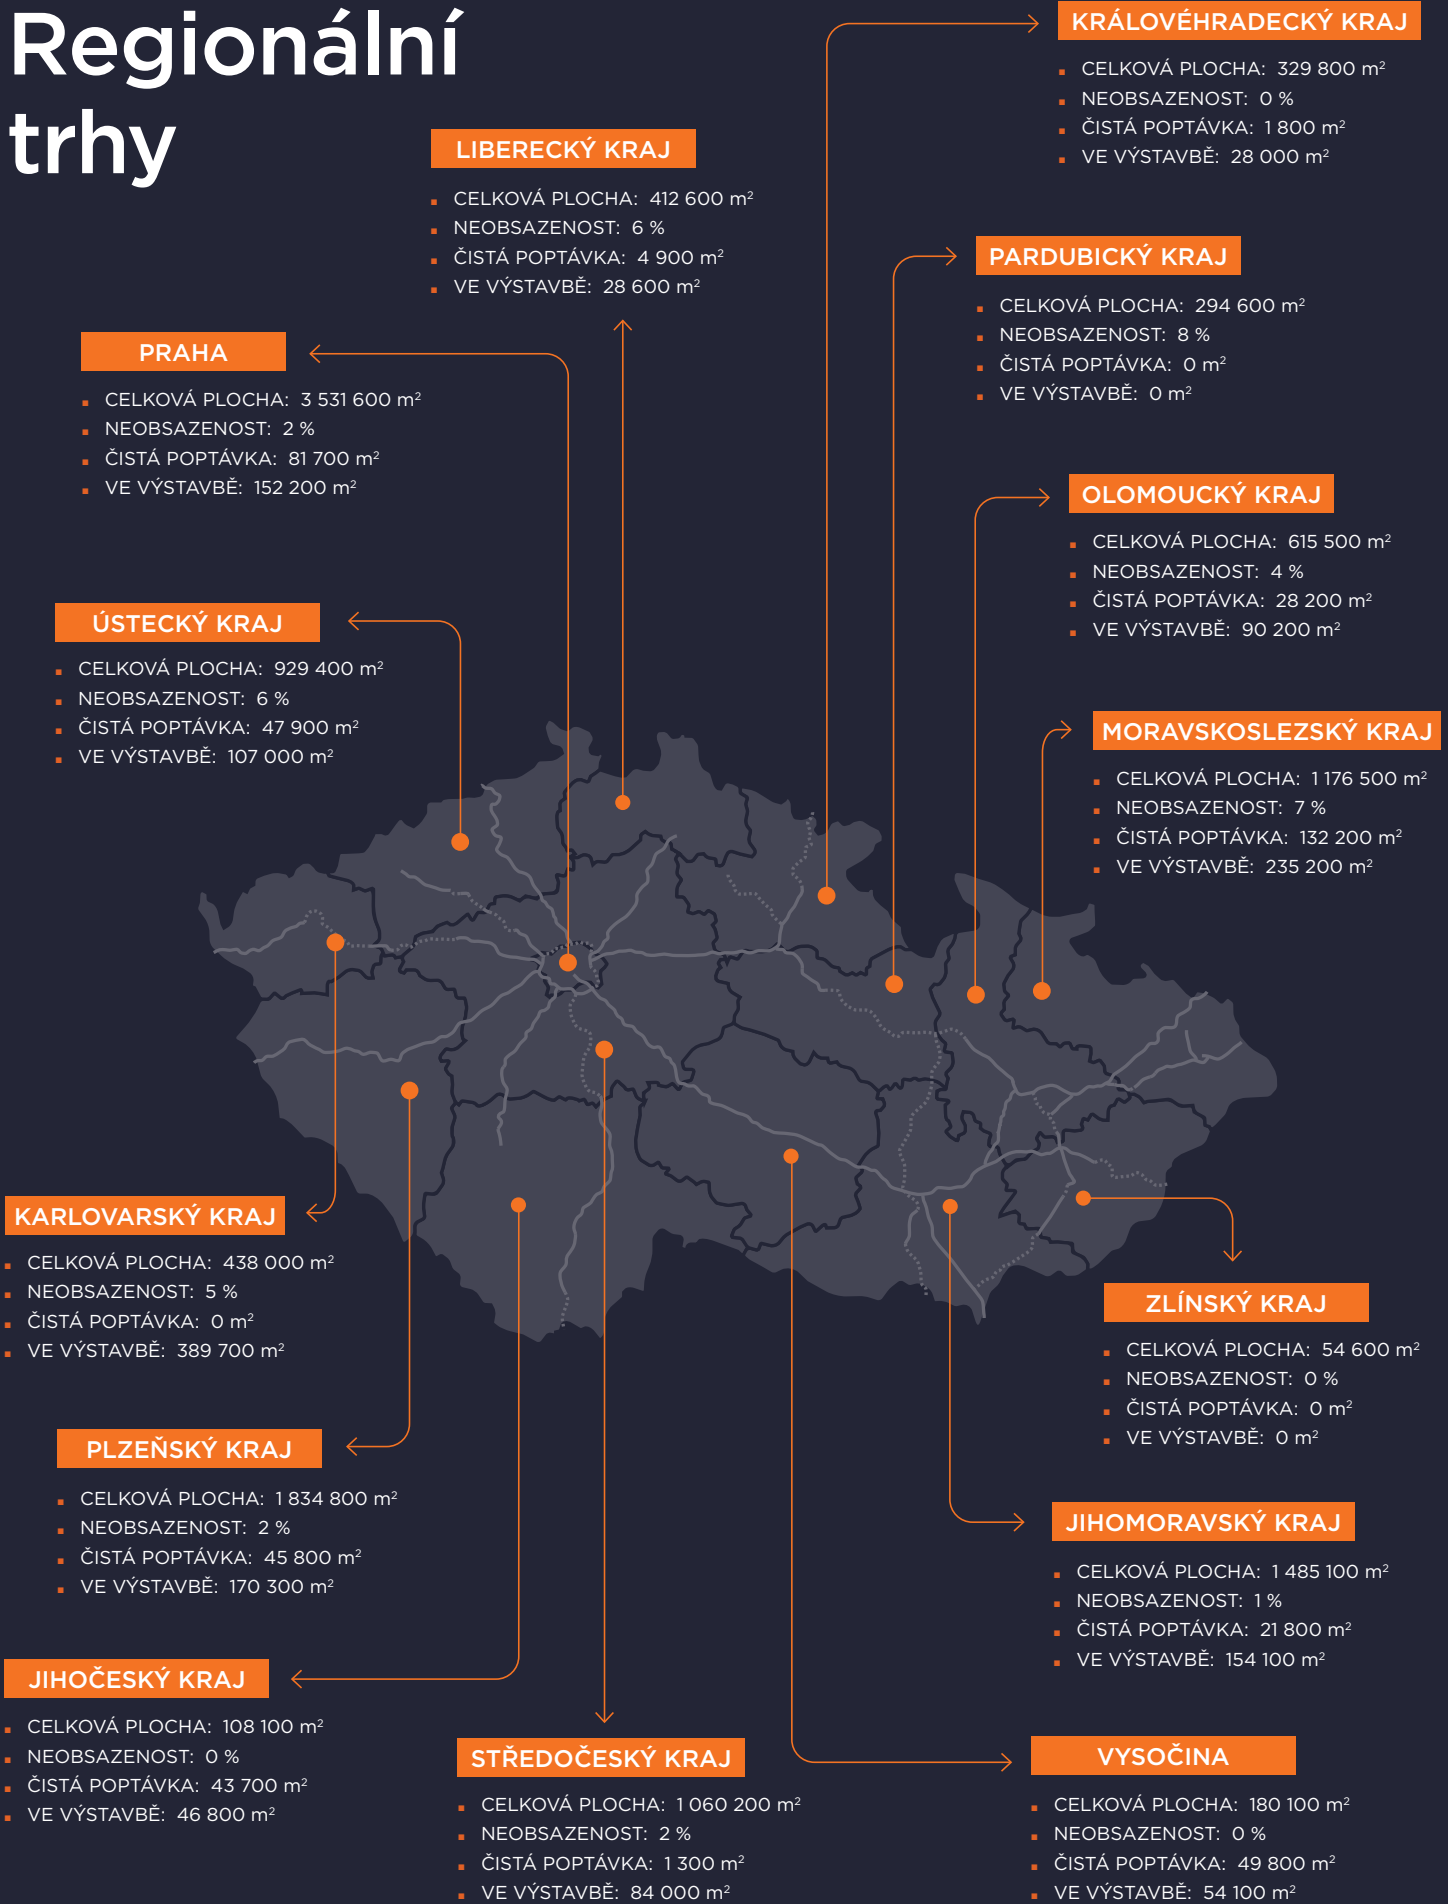 Regionální
trhy
KRÁLOVÉHRADECKÝ KRAJ
▪ CELKOVÁ PLOCHA: 329 800 m²
▪ NEOBSAZENOST: 0 %
▪ ČISTÁ POPTÁVKA: 1 800 m²
▪ VE VÝSTAVBĚ: 28 000 m²
LIBERECKÝ KRAJ
▪ CELKOVÁ PLOCHA: 412 600 m²
▪ NEOBSAZENOST: 6 %
▪ ČISTÁ POPTÁVKA: 4 900 m²
▪ VE VÝSTAVBĚ: 28 600 m²
PARDUBICKÝ KRAJ
▪ CELKOVÁ PLOCHA: 294 600 m²
▪ NEOBSAZENOST: 8 %
▪ ČISTÁ POPTÁVKA: 0 m²
▪ VE VÝSTAVBĚ: 0 m²
PRAHA
▪ CELKOVÁ PLOCHA: 3 531 600 m²
▪ NEOBSAZENOST: 2 %
▪ ČISTÁ POPTÁVKA: 81 700 m²
▪ VE VÝSTAVBĚ: 152 200 m²
OLOMOUCKÝ KRAJ
▪ CELKOVÁ PLOCHA: 615 500 m²
▪ NEOBSAZENOST: 4 %
▪ ČISTÁ POPTÁVKA: 28 200 m²
▪ VE VÝSTAVBĚ: 90 200 m²
ÚSTECKÝ KRAJ
▪ CELKOVÁ PLOCHA: 929 400 m²
▪ NEOBSAZENOST: 6 %
▪ ČISTÁ POPTÁVKA: 47 900 m²
▪ VE VÝSTAVBĚ: 107 000 m²
MORAVSKOSLEZSKÝ KRAJ
▪ CELKOVÁ PLOCHA: 1 176 500 m²
▪ NEOBSAZENOST: 7 %
▪ ČISTÁ POPTÁVKA: 132 200 m²
▪ VE VÝSTAVBĚ: 235 200 m²
KARLOVARSKÝ KRAJ
▪ CELKOVÁ PLOCHA: 438 000 m²
▪ NEOBSAZENOST: 5 %
▪ ČISTÁ POPTÁVKA: 0 m²
▪ VE VÝSTAVBĚ: 389 700 m²
ZLÍNSKÝ KRAJ
▪ CELKOVÁ PLOCHA: 54 600 m²
▪ NEOBSAZENOST: 0 %
▪ ČISTÁ POPTÁVKA: 0 m²
▪ VE VÝSTAVBĚ: 0 m²
PLZEŇSKÝ KRAJ
▪ CELKOVÁ PLOCHA: 1 834 800 m²
▪ NEOBSAZENOST: 2 %
▪ ČISTÁ POPTÁVKA: 45 800 m²
▪ VE VÝSTAVBĚ: 170 300 m²
JIHOMORAVSKÝ KRAJ
▪ CELKOVÁ PLOCHA: 1 485 100 m²
▪ NEOBSAZENOST: 1 %
▪ ČISTÁ POPTÁVKA: 21 800 m²
▪ VE VÝSTAVBĚ: 154 100 m²
JIHOČESKÝ KRAJ
▪ CELKOVÁ PLOCHA: 108 100 m²
▪ NEOBSAZENOST: 0 %
▪ ČISTÁ POPTÁVKA: 43 700 m²
▪ VE VÝSTAVBĚ: 46 800 m²
STŘEDOČESKÝ KRAJ
▪ CELKOVÁ PLOCHA: 1 060 200 m²
▪ NEOBSAZENOST: 2 %
▪ ČISTÁ POPTÁVKA: 1 300 m²
▪ VE VÝSTAVBĚ: 84 000 m²
VYSOČINA
▪ CELKOVÁ PLOCHA: 180 100 m²
▪ NEOBSAZENOST: 0 %
▪ ČISTÁ POPTÁVKA: 49 800 m²
▪ VE VÝSTAVBĚ: 54 100 m²